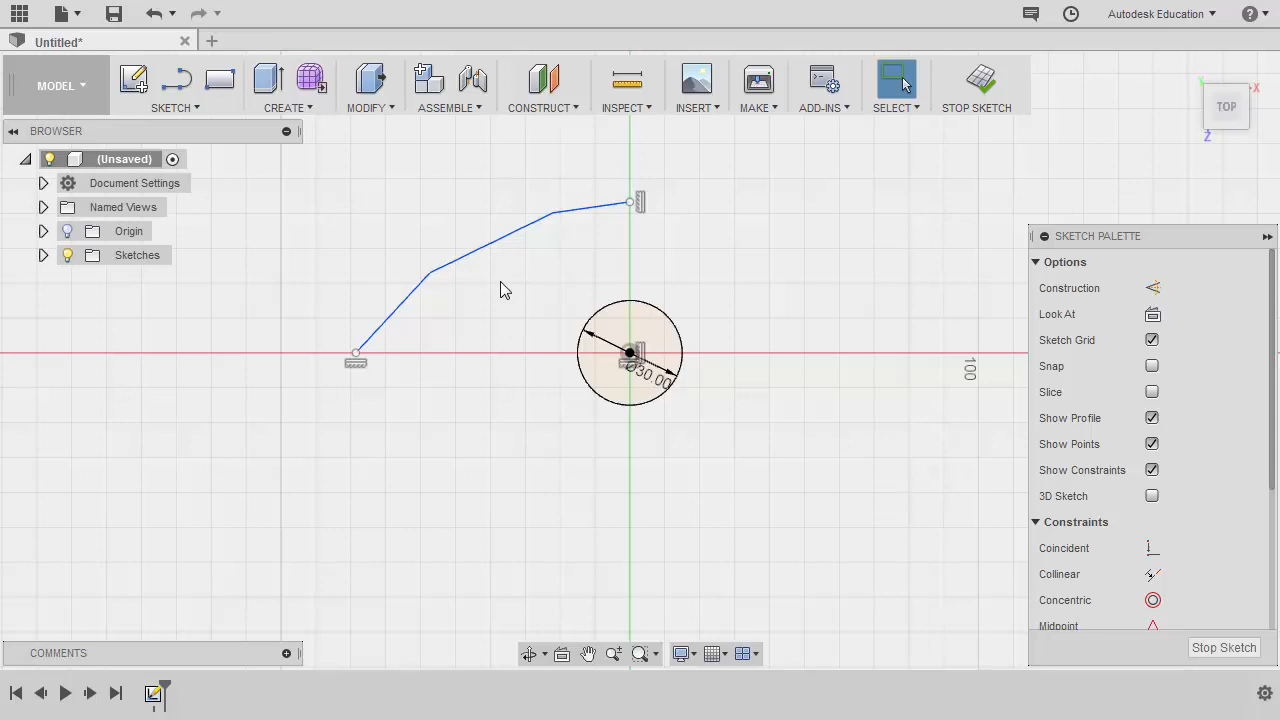 Autodesk Education
Untitled*
MODEL
SKETCH
CREATE
MODIFY
ASSEMBLE
CONSTRUCT
INSPECT
INSERT
MAKE
ADD-INS
SELECT
STOP SKETCH
Y
X
TOP
Z
BROWSER
(Unsaved)
Document Settings
Named Views
Origin
Sketches
Ø30.00
100
SKETCH PALETTE
Options
Construction
Look At
Sketch Grid
Snap
Slice
Show Profile
Show Points
Show Constraints
3D Sketch
Constraints
Coincident
Collinear
Concentric
Midpoint
Stop Sketch
COMMENTS